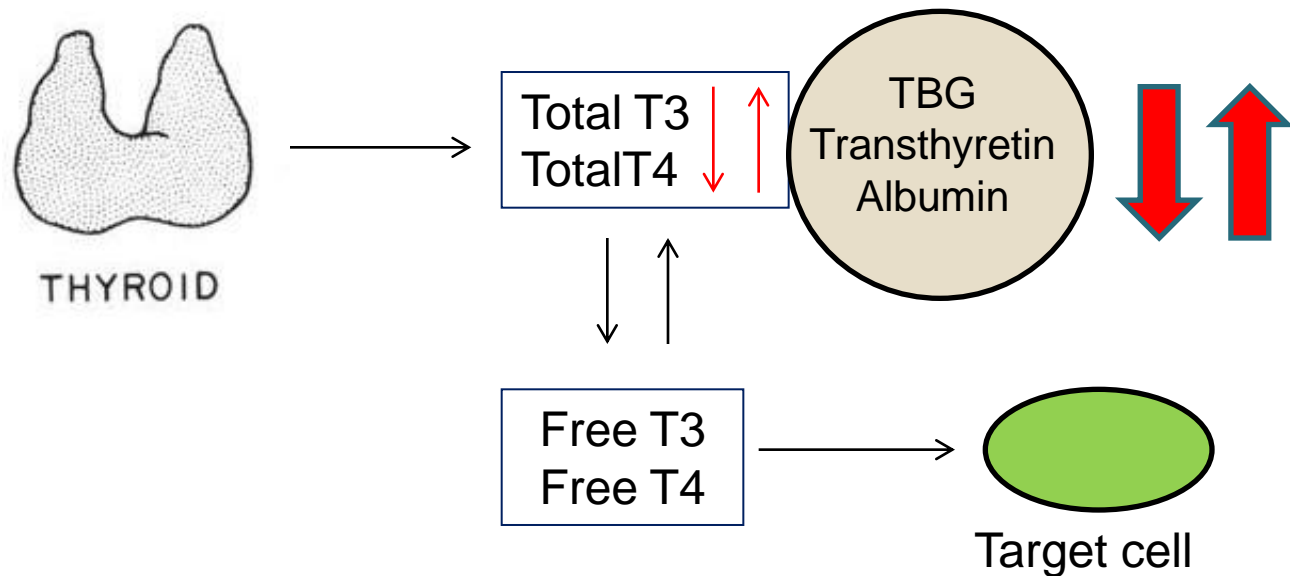 THYROID
Total T3
TotalT4
TBG
Transthyretin
Albumin
Free T3
Free T4
Target cell